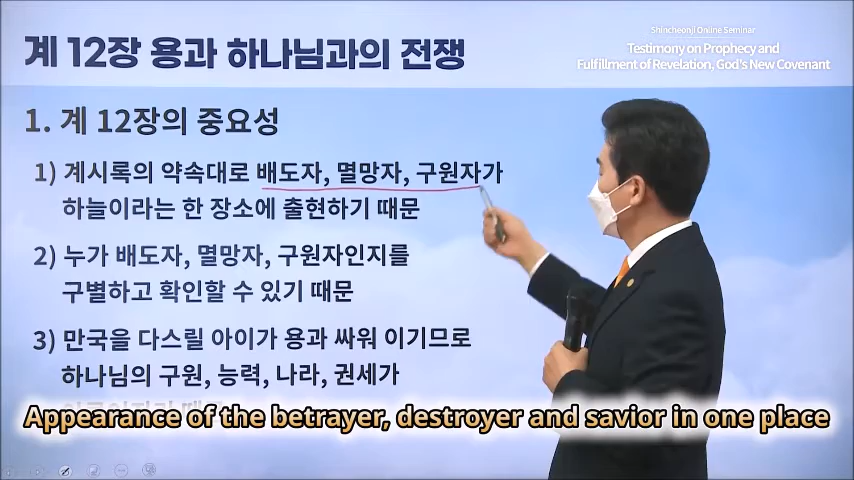 계 12장 용과 하나님과의 전쟁
Shincheonji Online Seminar
Testimony on Prophecy and
Fulfillment of Revelation, God's New Covenant
1. 계 12장의 중요성
1) 계시록의 약속대로 배도자, 멸망자, 구원자가
하늘이라는 한 장소에 출현하기 때문
2) 누가 배도자, 멸망자, 구원자인지를
구별하고 확인할 수 있기 때문
3) 만국을 다스릴 아이가 용과 싸워 이기므로
하나님의 구원, 능력, 나라, 권세가
Appearance of the betrayer, destroyer and savior in one place